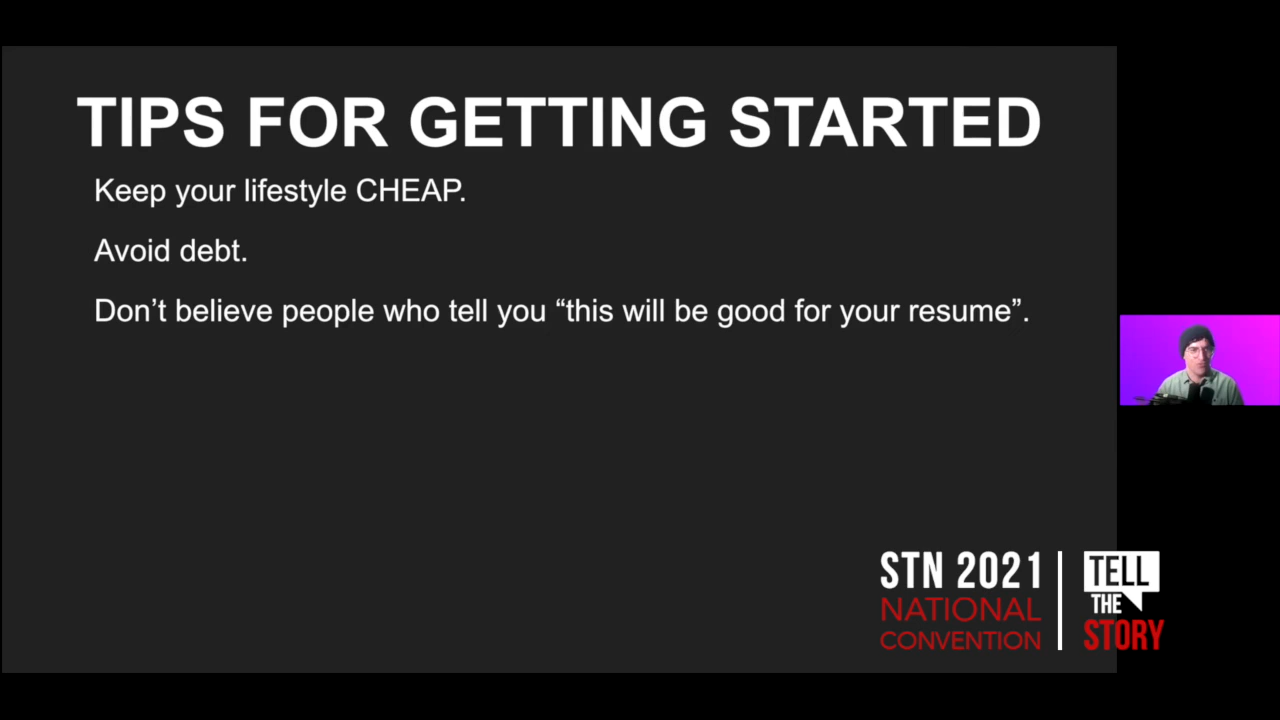 TIPS FOR GETTING STARTED
Keep your lifestyle CHEAP.
Avoid debt.
Don’t believe people who tell you “this will be good for your resume”.
STN 2021
NATIONAL
CONVENTION
TELL
THE
STORY